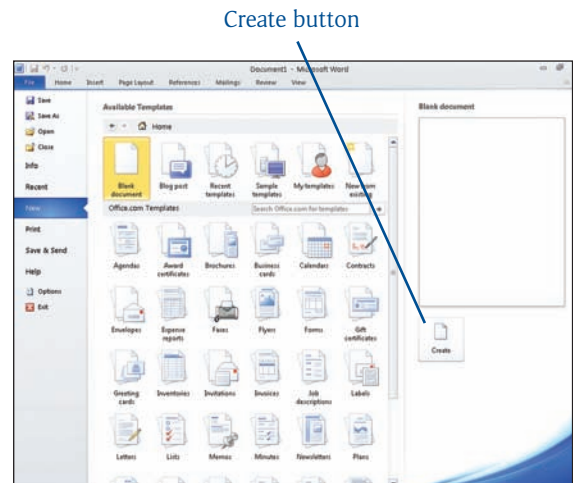 Create button
Document1 - Microsoft Word
File Home Insert Page Layout References Mailings Review View
Save
Save As
Open
Close
Info
Recent
New
Print
Save & Send
Help
Options
Exit
Available Templates
Home
Blank document
Blog post
Recent templates
Sample templates
My templates
New from existing
Office.com Templates
Search Office.com for templates
Agendas
Award certificates
Brochures
Business cards
Calendars
Contracts
Envelopes
Expense reports
Faxes
Flyers
Forms
Gift certificates
Greeting cards
Inventories
Invitations
Invoices
Job descriptions
Labels
Letters
Lists
Memos
Minutes
Newsletters
Plans
Blank document
Create